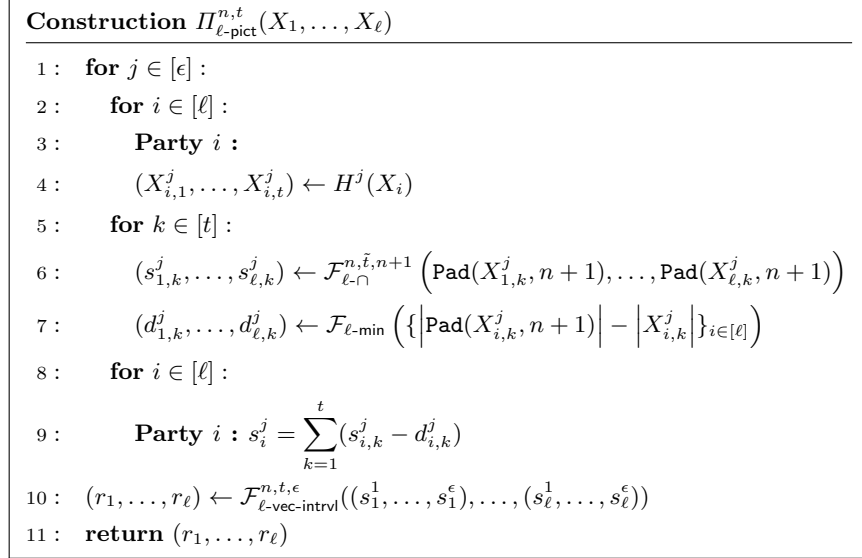 Construction Π^{n,t}_{ℓ-pict}(X_1, …, X_ℓ)
1 : for j ∈ [ϵ] :
2 : for i ∈ [ℓ] :
3 : Party i :
4 : (X^j_{i,1}, …, X^j_{i,t}) ← H^j(X_i)
5 : for k ∈ [t] :
6 : (s^j_{1,k}, …, s^j_{ℓ,k}) ← F^{n,t̃,n+1}_{ℓ-∩} (Pad(X^j_{1,k}, n + 1), …, Pad(X^j_{ℓ,k}, n + 1))
7 : (d^j_{1,k}, …, d^j_{ℓ,k}) ← F_{ℓ-min} ({|Pad(X^j_{i,k}, n + 1)| − |X^j_{i,k}|}_{i∈[ℓ]})
8 : for i ∈ [ℓ] :
9 : Party i : s^j_i = ∑^t_{k=1} (s^j_{i,k} − d^j_{i,k})
10 : (r_1, …, r_ℓ) ← F^{n,t,ϵ}_{ℓ-vec-intrvl}((s^1_1, …, s^ϵ_1), …, (s^1_ℓ, …, s^ϵ_ℓ))
11 : return (r_1, …, r_ℓ)